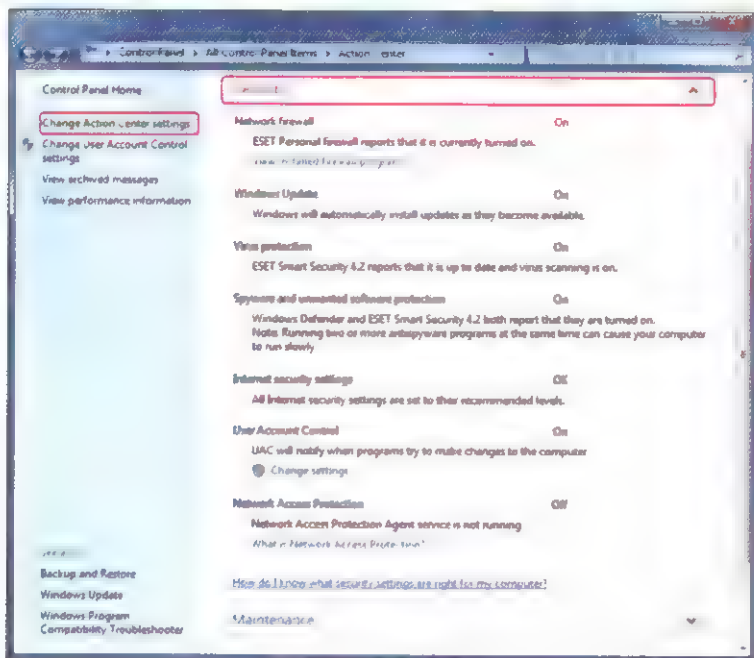 Control Panel ▸ All Control Panel Items ▸ Action Center
Control Panel Home
Change Action Center settings
Change User Account Control
settings
View archived messages
View performance information
Network firewall On
ESET Personal firewall reports that it is currently turned on.
Windows Update On
Windows will automatically install updates as they become available.
Virus protection On
ESET Smart Security 4.2 reports that it is up to date and virus scanning is on.
Spyware and unwanted software protection On
Windows Defender and ESET Smart Security 4.2 both report that they are turned on.
Note: Running two or more antispyware programs at the same time can cause your computer
to run slowly.
Internet security settings OK
All Internet security settings are set to their recommended levels.
User Account Control On
UAC will notify when programs try to make changes to the computer
Change settings
Network Access Protection Off
Network Access Protection Agent service is not running
What is Network Access Protection?
How do I know what security settings are right for my computer?
Maintenance
Backup and Restore
Windows Update
Windows Program
Compatibility Troubleshooter